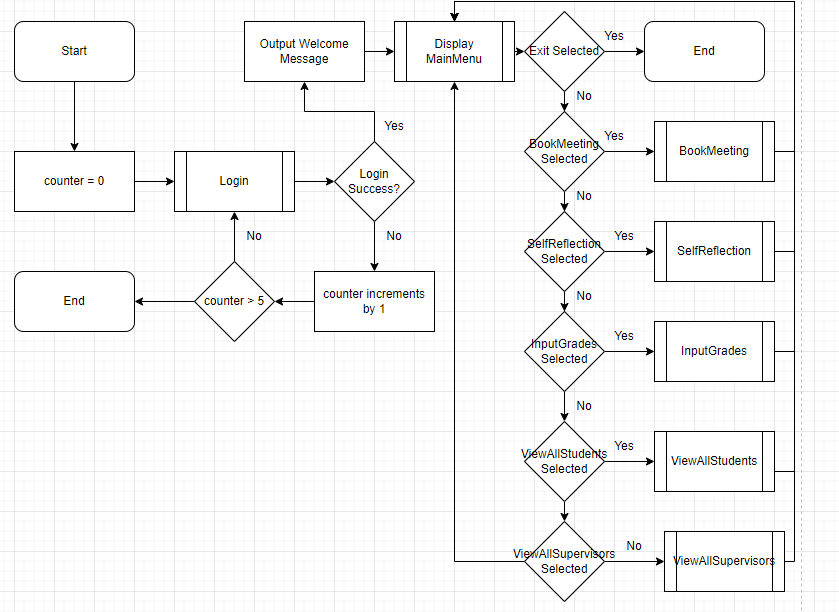 Start
Output Welcome
Message
Display
MainMenu
Exit Selected
Yes
End
No
Yes
BookMeeting
Selected
Yes
BookMeeting
counter = 0
Login
Login
Success?
No
No
No
SelfReflection
Selected
Yes
SelfReflection
End
counter > 5
counter increments
by 1
No
InputGrades
Selected
Yes
InputGrades
No
ViewAllStudents
Selected
Yes
ViewAllStudents
ViewAllSupervisors
Selected
No
ViewAllSupervisors